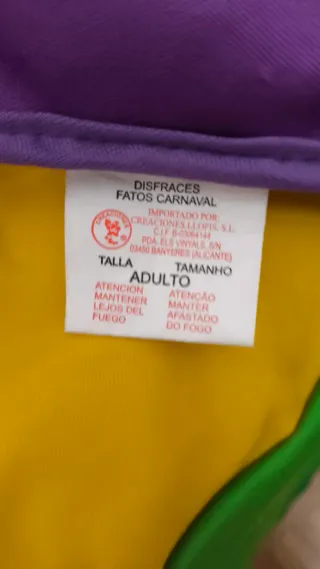 DISFRACES
FATOS CARNAVAL
IMPORTADO POR:
CREACIONES LLOPIS, S.L.
C.I.F. B-03064144
PDA. ELS VINYALS, S/N
03450 BANYERES (ALICANTE)
TALLA TAMANHO
ADULTO
ATENCION
MANTENER
LEJOS DEL
FUEGO
ATENÇÃO
MANTER
AFASTADO
DO FOGO